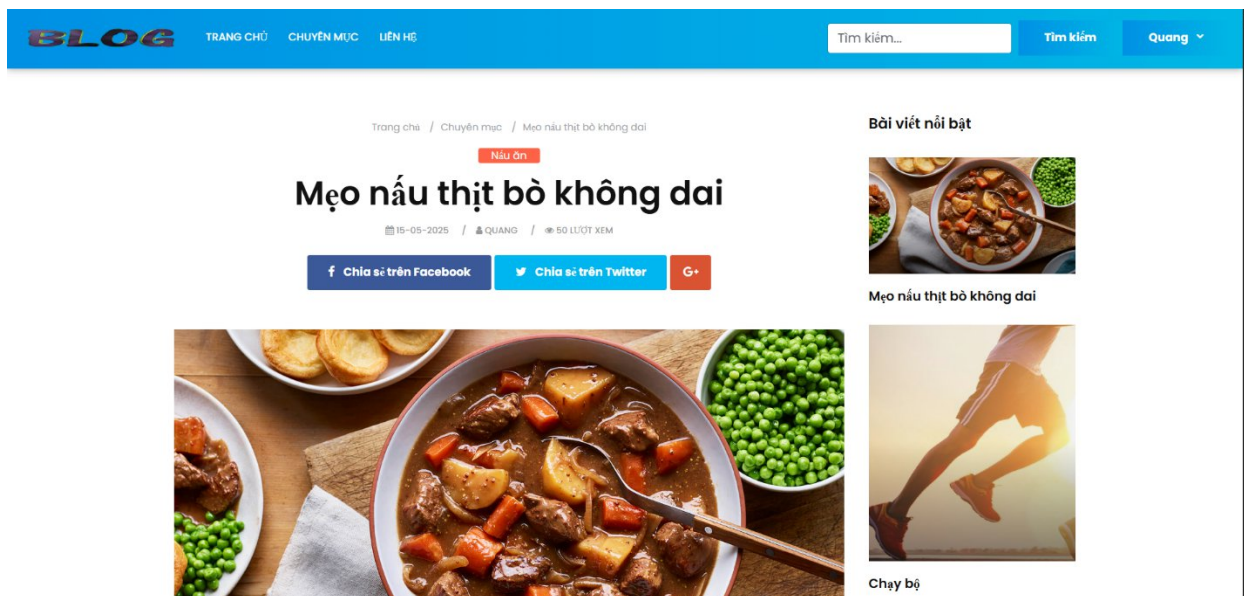 BLOG
TRANG CHỦ CHUYÊN MỤC LIÊN HỆ
Tìm kiếm... Tìm kiếm Quang
Trang chủ / Chuyên mục / Mẹo nấu thịt bò không dai
Nấu ăn
Mẹo nấu thịt bò không dai
15-05-2025 / QUANG / 50 LƯỢT XEM
Chia sẻ trên Facebook Chia sẻ trên Twitter G+
Bài viết nổi bật
Mẹo nấu thịt bò không dai
Chạy bộ